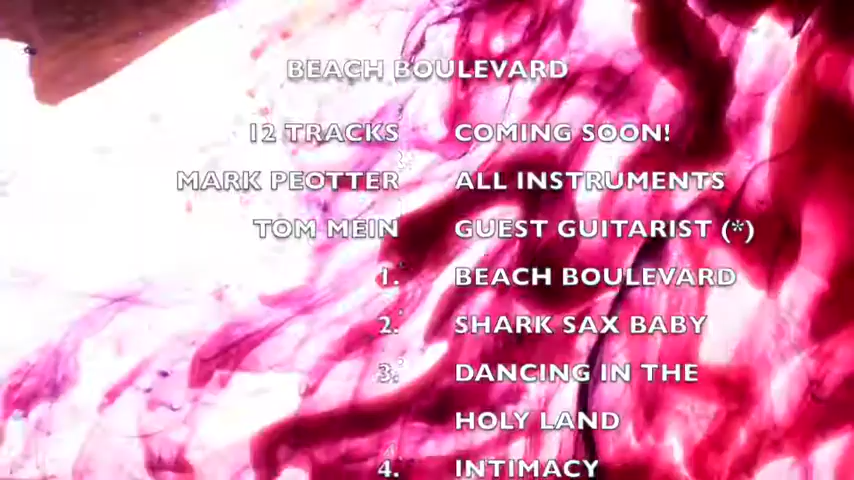 BEACH BOULEVARD
12 TRACKS COMING SOON!
MARK PEOTTER ALL INSTRUMENTS
TOM MEIN GUEST GUITARIST (*)
1. BEACH BOULEVARD
2. SHARK SAX BABY
3. DANCING IN THE
HOLY LAND
4. INTIMACY